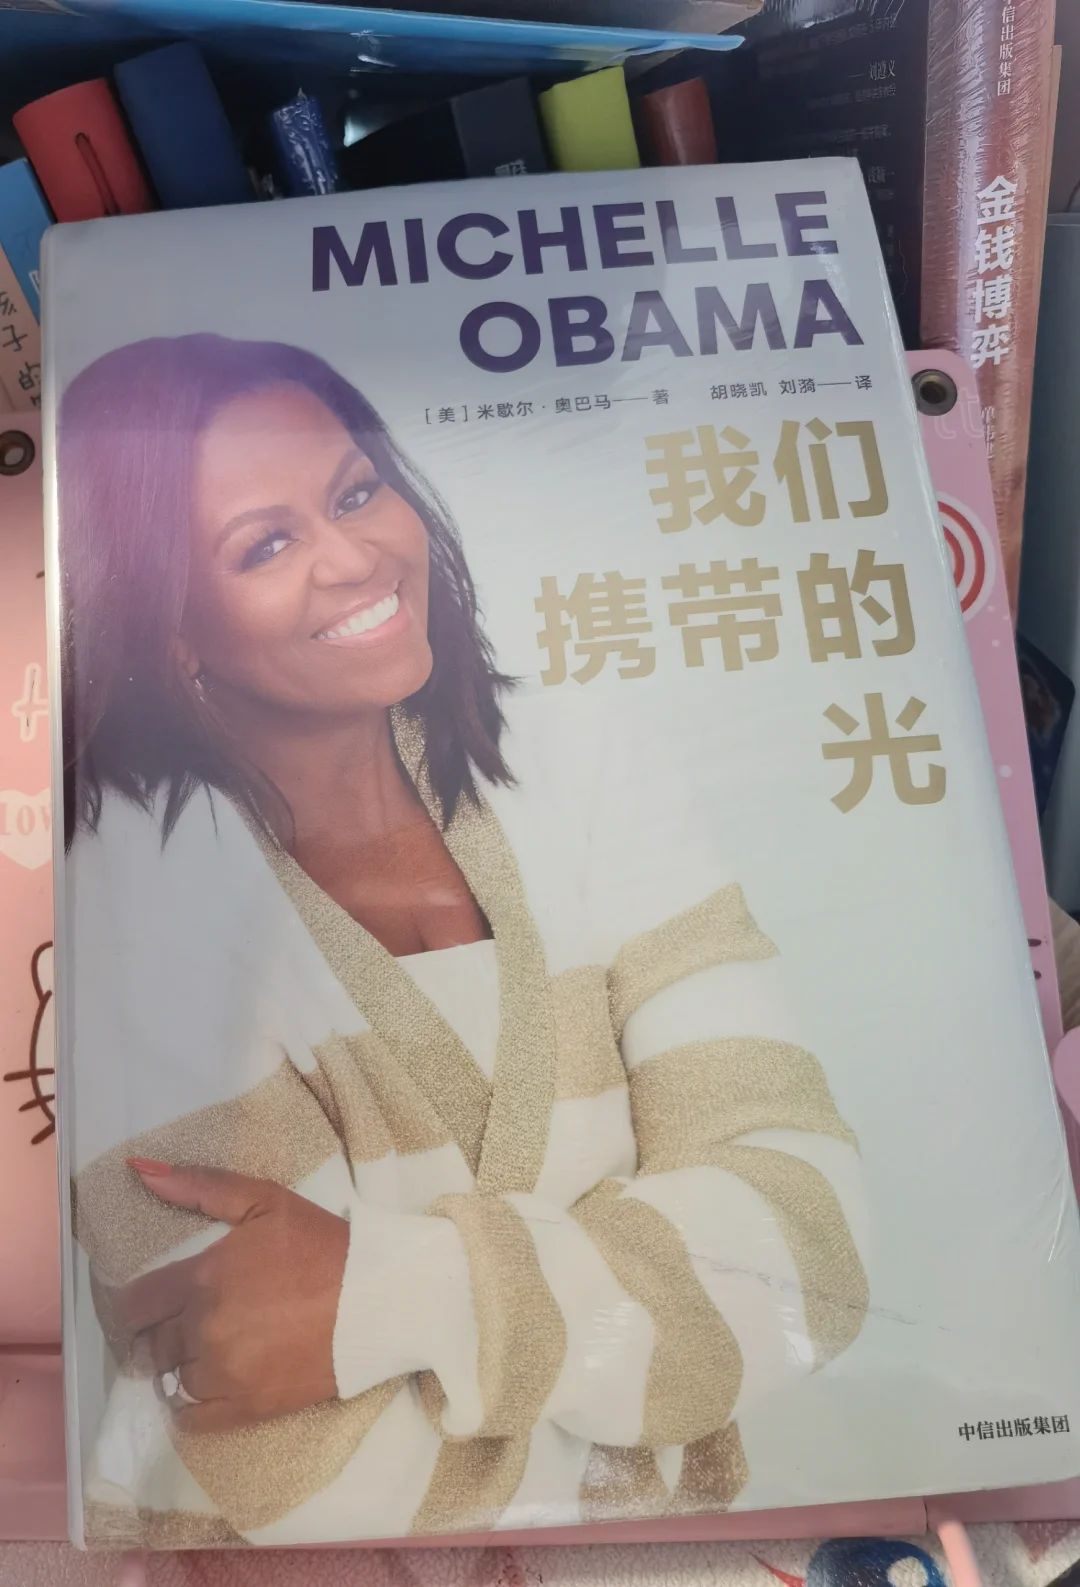 MICHELLE
OBAMA
[美]米歇尔·奥巴马——著 胡晓凯 刘漪——译
我们
携带的
光
中信出版集团
信出版集团
金钱博弈